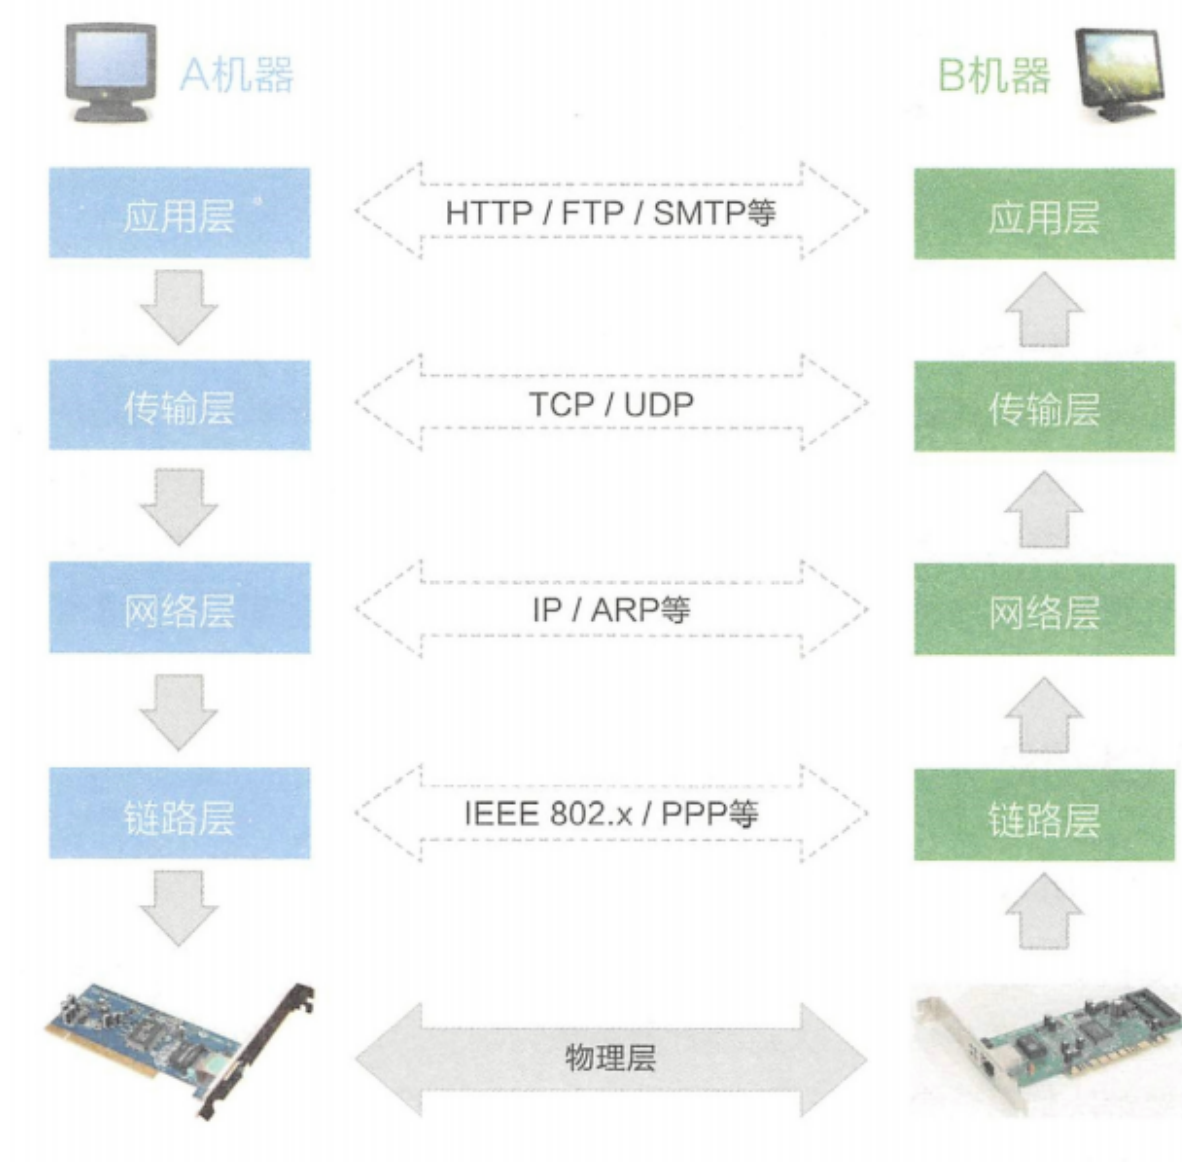 A机器
B机器
应用层
HTTP / FTP / SMTP等
应用层
传输层
TCP / UDP
传输层
网络层
IP / ARP等
网络层
链路层
IEEE 802.x / PPP等
链路层
物理层